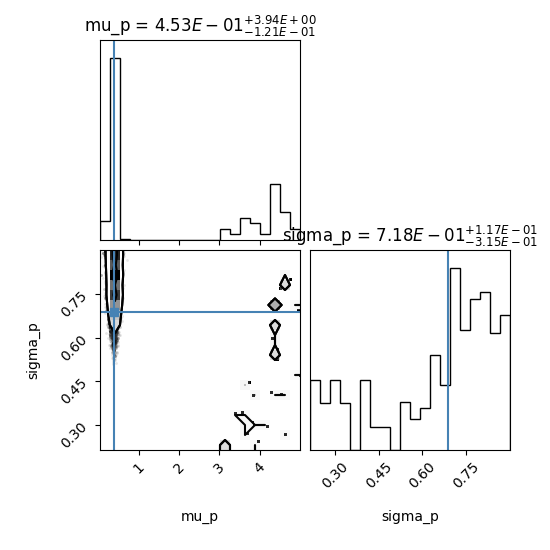 mu_p = 4.53E − 01+3.94E + 00 −1.21E − 01
sigma_p = 7.18E − 01+1.17E − 01 −3.15E − 01
0.75
0.60
0.45
0.30
sigma_p
1 2 3 4
0.30 0.45 0.60 0.75
mu_p
sigma_p